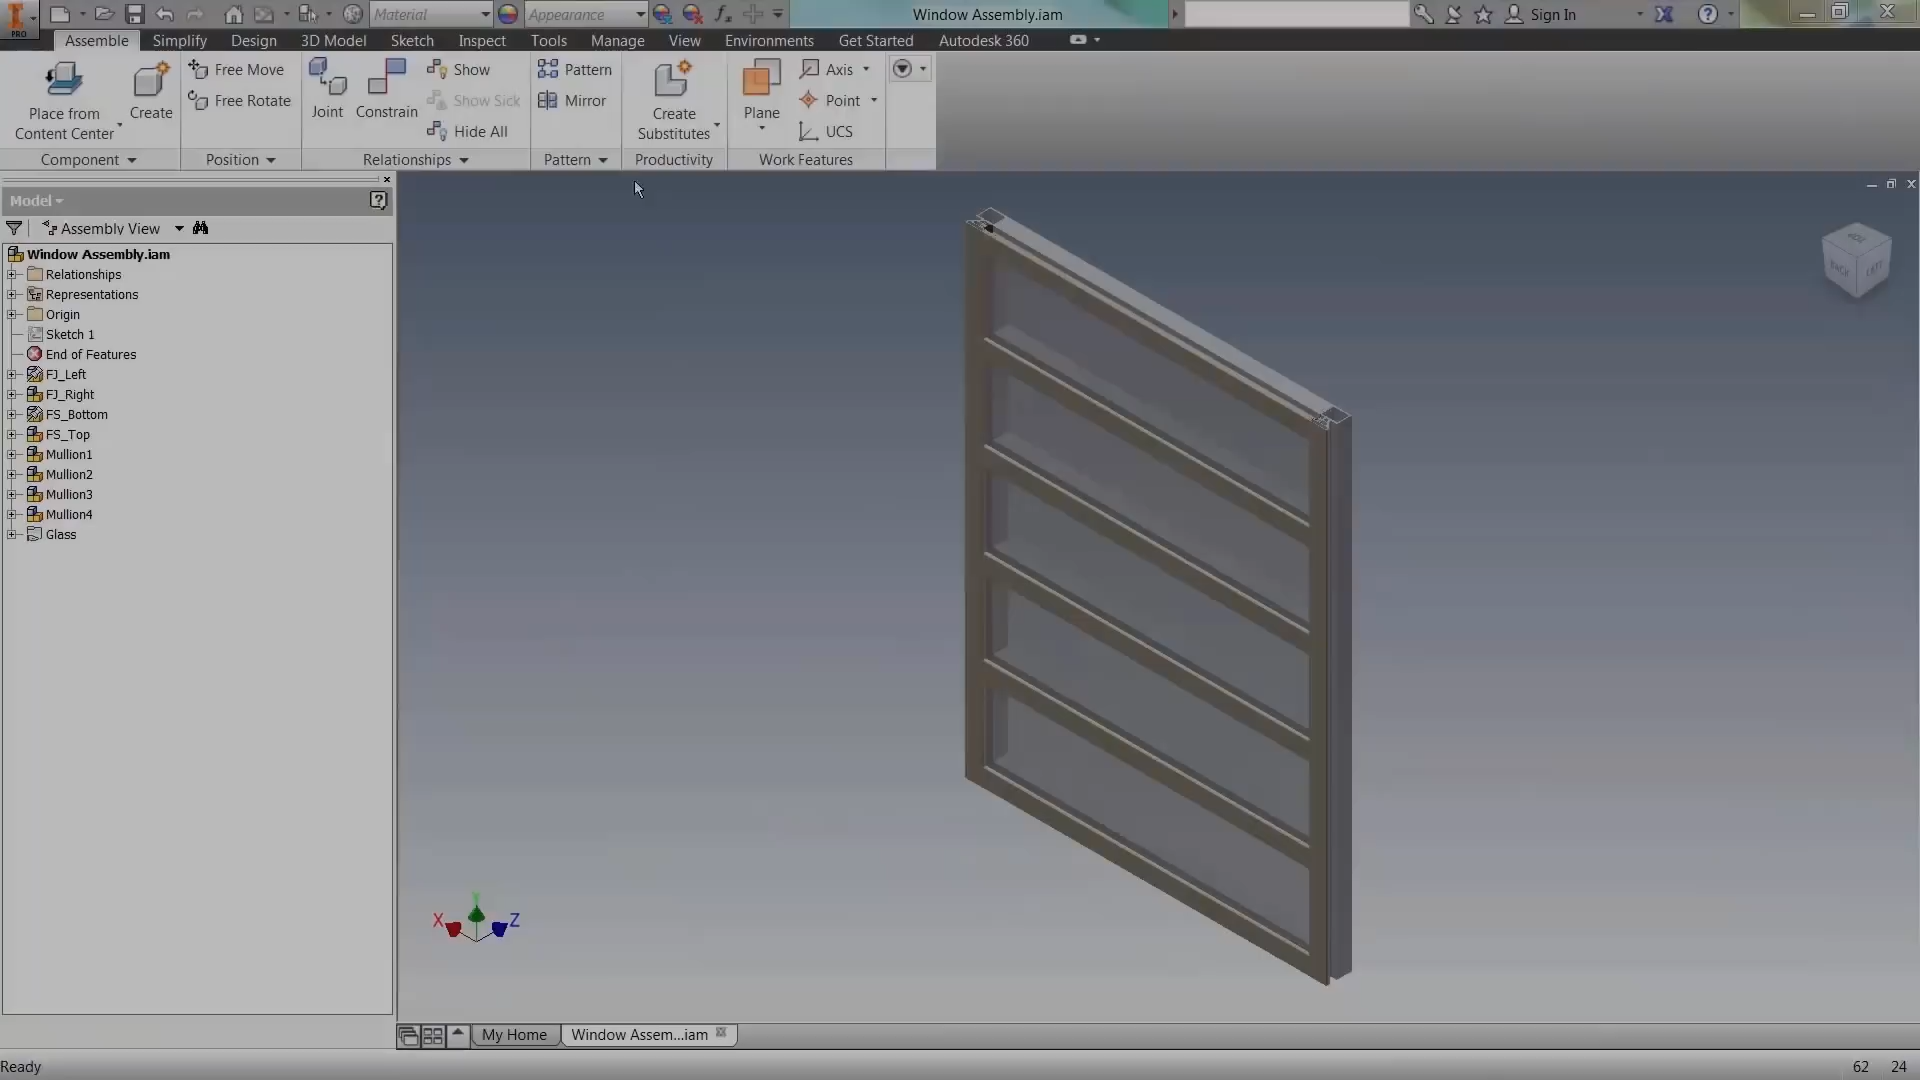 PRO
Material
Appearance
Window Assembly.iam
Sign In
Assemble Simplify Design 3D Model Sketch Inspect Tools Manage View Environments Get Started Autodesk 360
Place from
Content Center
Create
Free Move
Free Rotate
Joint
Constrain
Show
Show Sick
Hide All
Pattern
Mirror
Create
Substitutes
Plane
Axis
Point
UCS
Component Position Relationships Pattern Productivity Work Features
Model
Assembly View
Window Assembly.iam
Relationships
Representations
Origin
Sketch 1
End of Features
FJ_Left
FJ_Right
FS_Bottom
FS_Top
Mullion1
Mullion2
Mullion3
Mullion4
Glass
BACK LEFT
Y
X Z
My Home Window Assem...iam
Ready 62 24